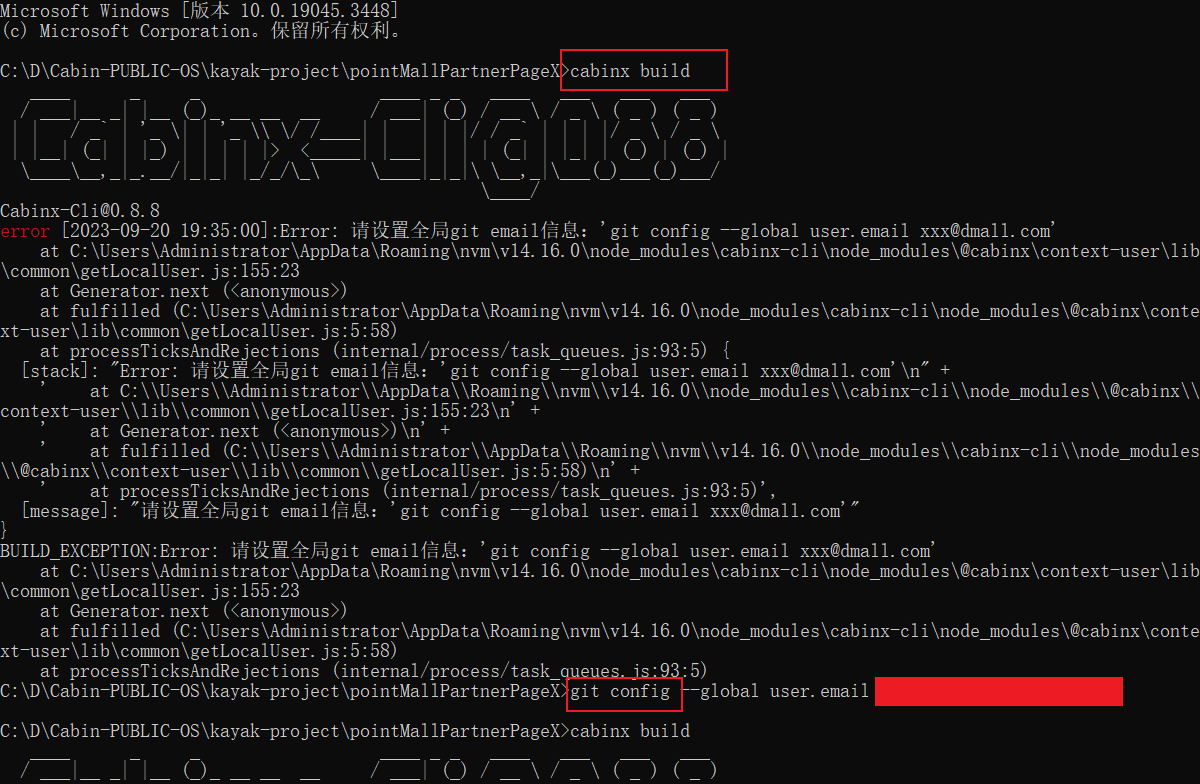 Microsoft Windows [版本 10.0.19045.3448]
(c) Microsoft Corporation。保留所有权利。
C:\D\Cabin-PUBLIC-OS\kayak-project\pointMallPartnerPageX>cabinx build
Cabinx-Cli@0.8.8
Cabinx-Cli@0.8.8
error [2023-09-20 19:35:00]:Error: 请设置全局git email信息：'git config --global user.email xxx@dmall.com'
    at C:\Users\Administrator\AppData\Roaming\nvm\v14.16.0\node_modules\cabinx-cli\node_modules\@cabinx\context-user\lib
\common\getLocalUser.js:155:23
    at Generator.next (<anonymous>)
    at fulfilled (C:\Users\Administrator\AppData\Roaming\nvm\v14.16.0\node_modules\cabinx-cli\node_modules\@cabinx\conte
xt-user\lib\common\getLocalUser.js:5:58)
    at processTicksAndRejections (internal/process/task_queues.js:93:5) {
  [stack]: "Error: 请设置全局git email信息：'git config --global user.email xxx@dmall.com'\n" +
    '    at C:\\Users\\Administrator\\AppData\\Roaming\\nvm\\v14.16.0\\node_modules\\cabinx-cli\\node_modules\\@cabinx\\
context-user\\lib\\common\\getLocalUser.js:155:23\n' +
    '    at Generator.next (<anonymous>)\n' +
    '    at fulfilled (C:\\Users\\Administrator\\AppData\\Roaming\\nvm\\v14.16.0\\node_modules\\cabinx-cli\\node_modules
\\@cabinx\\context-user\\lib\\common\\getLocalUser.js:5:58)\n' +
    '    at processTicksAndRejections (internal/process/task_queues.js:93:5)',
  [message]: "请设置全局git email信息：'git config --global user.email xxx@dmall.com'"
}
BUILD_EXCEPTION:Error: 请设置全局git email信息：'git config --global user.email xxx@dmall.com'
    at C:\Users\Administrator\AppData\Roaming\nvm\v14.16.0\node_modules\cabinx-cli\node_modules\@cabinx\context-user\lib
\common\getLocalUser.js:155:23
    at Generator.next (<anonymous>)
    at fulfilled (C:\Users\Administrator\AppData\Roaming\nvm\v14.16.0\node_modules\cabinx-cli\node_modules\@cabinx\conte
xt-user\lib\common\getLocalUser.js:5:58)
    at processTicksAndRejections (internal/process/task_queues.js:93:5)
C:\D\Cabin-PUBLIC-OS\kayak-project\pointMallPartnerPageX>git config --global user.email
C:\D\Cabin-PUBLIC-OS\kayak-project\pointMallPartnerPageX>cabinx build